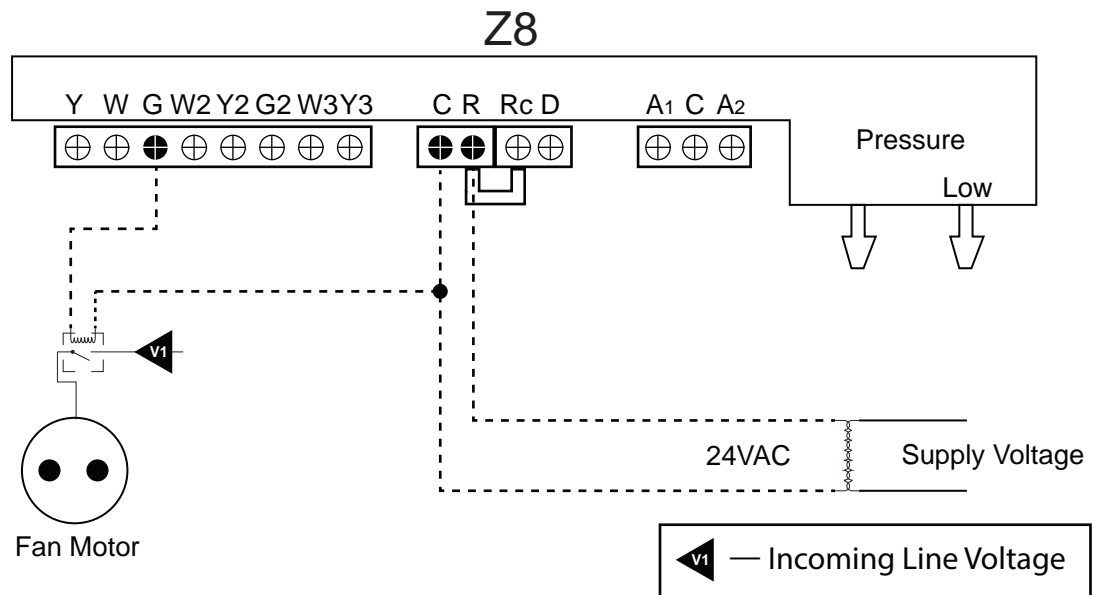 Z8
Y W G W2 Y2 G2 W3 Y3 C R Rc D A1 C A2
Pressure
Low
V1
24VAC Supply Voltage
Fan Motor
V1 — Incoming Line Voltage